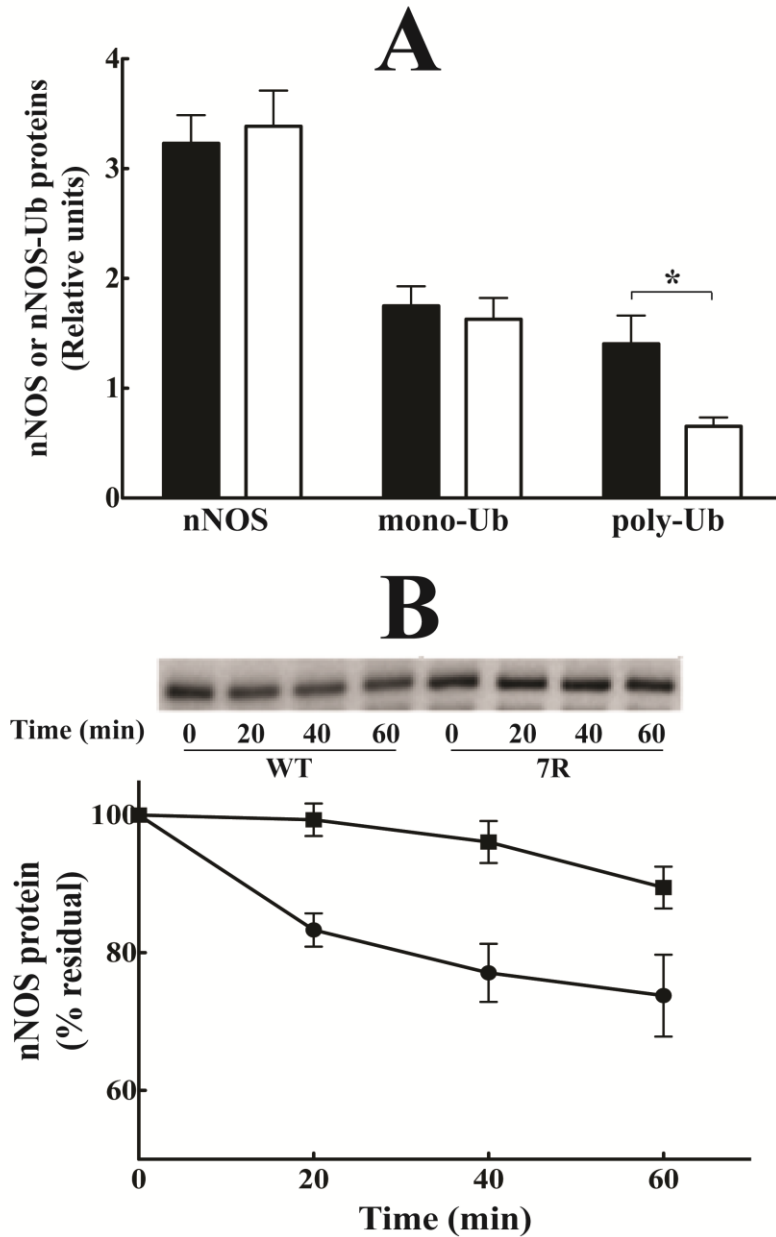 A
nNOS or nNOS-Ub proteins
(Relative units)
4
3
2
1
0
*
nNOS mono-Ub poly-Ub
B
Time (min) 0 20 40 60 0 20 40 60
WT 7R
nNOS protein
(% residual)
100
80
60
0 20 40 60
Time (min)